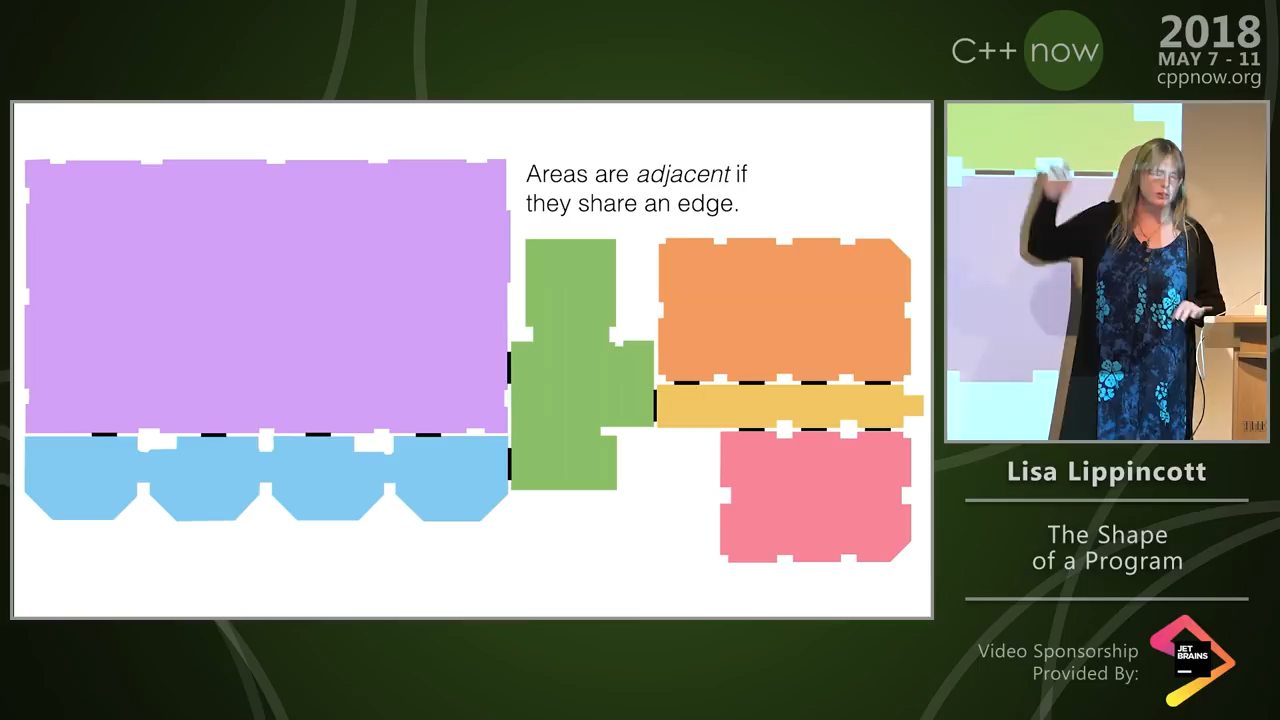 C++ now
2018
MAY 7 - 11
cppnow.org
Areas are adjacent if
they share an edge.
Lisa Lippincott
The Shape
of a Program
Video Sponsorship
Provided By:
JET
BRAINS